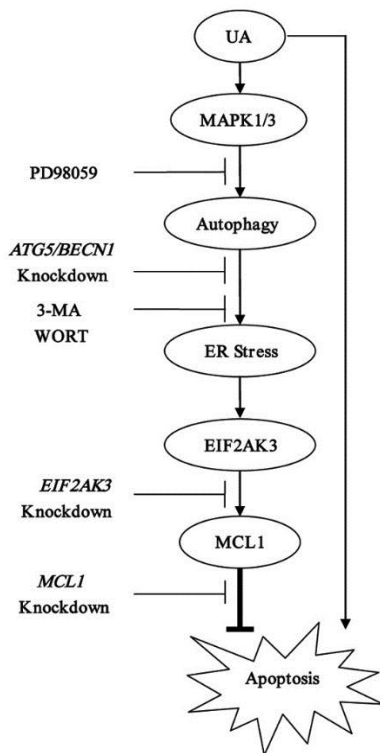 UA
MAPK1/3
PD98059
Autophagy
ATG5/BECN1
Knockdown
3-MA
WORT
ER Stress
EIF2AK3
EIF2AK3
Knockdown
MCL1
MCL1
Knockdown
Apoptosis